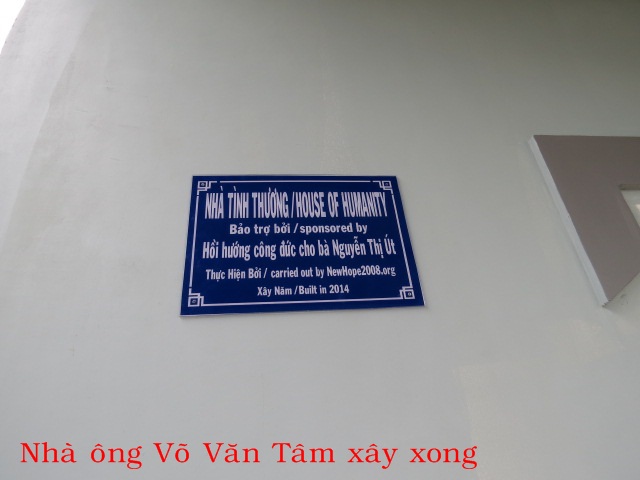 NHÀ TÌNH THƯƠNG / HOUSE OF HUMANITY
Bảo trợ bởi / sponsored by
Hồi hướng công đức cho bà Nguyễn Thị Út
Thực Hiện Bởi / carried out by NewHope2008.org
Xây Năm / Built in 2014
Nhà ông Võ Văn Tâm xây xong